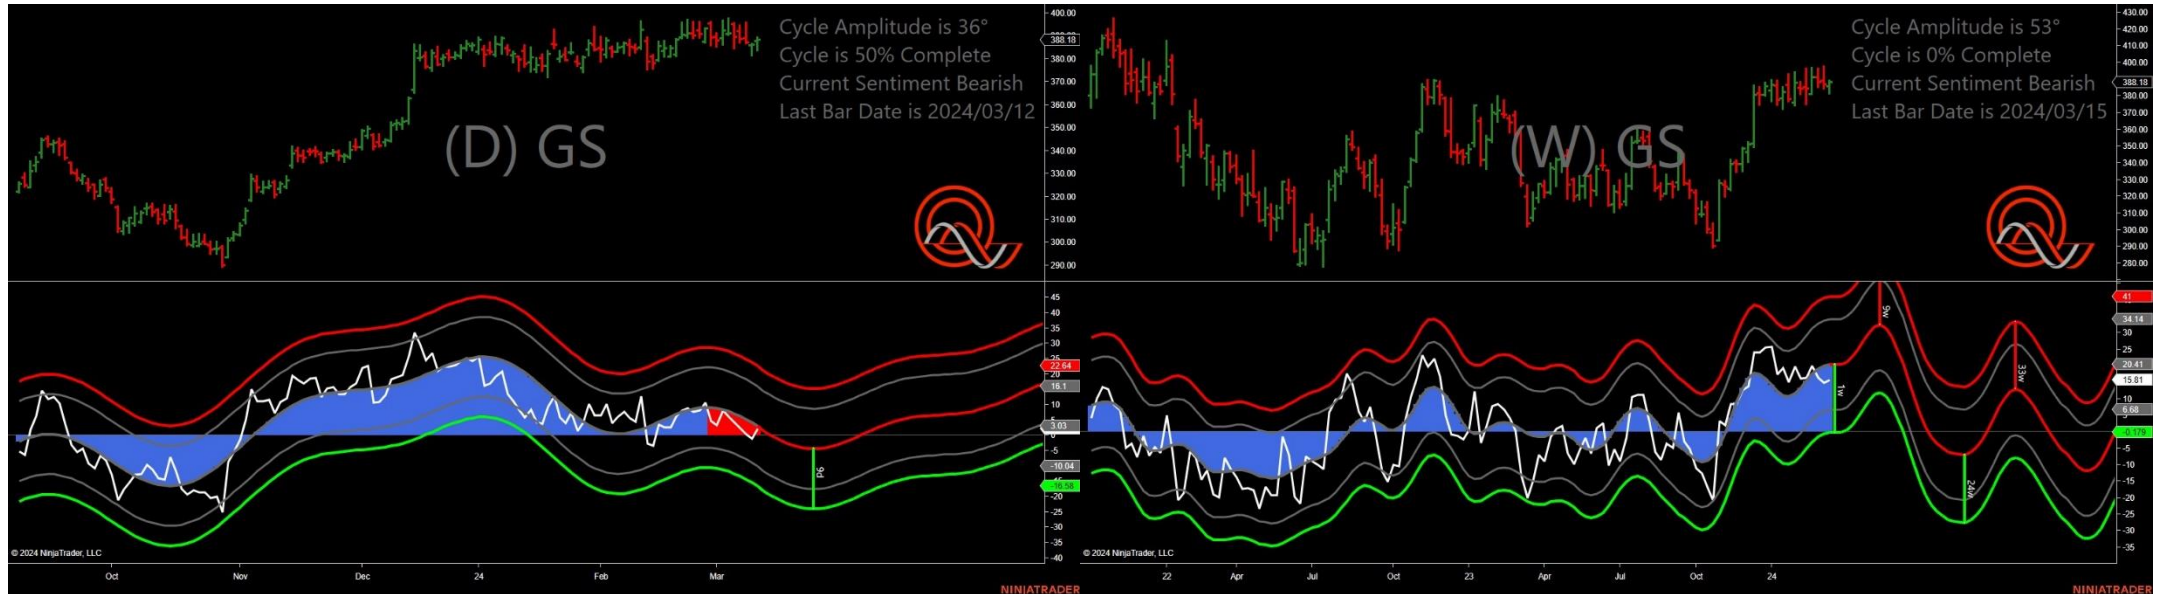 Cycle Amplitude is 36°
Cycle is 50% Complete
Current Sentiment Bearish
Last Bar Date is 2024/03/12
(D) GS
400.00
388.18
380.00
370.00
360.00
350.00
340.00
330.00
320.00
310.00
300.00
290.00
45
40
35
30
25
22.64
20
16.1
10
5
3.03
-5
-10.04
-16.58
-20
-25
-30
-35
-40
9d
© 2024 NinjaTrader, LLC
Oct
Nov
Dec
24
Feb
Mar
NINJATRADER
Cycle Amplitude is 53°
Cycle is 0% Complete
Current Sentiment Bearish
Last Bar Date is 2024/03/15
(W) GS
430.00
420.00
410.00
400.00
388.18
380.00
370.00
360.00
350.00
340.00
330.00
320.00
310.00
300.00
290.00
280.00
41
34.14
30
25
20.41
15.81
10
6.68
-0.179
-5
-10
-15
-20
-25
-30
-35
1w
9w
24w
33w
© 2024 NinjaTrader, LLC
22
Apr
Jul
Oct
23
Apr
Jul
Oct
24
NINJATRADER